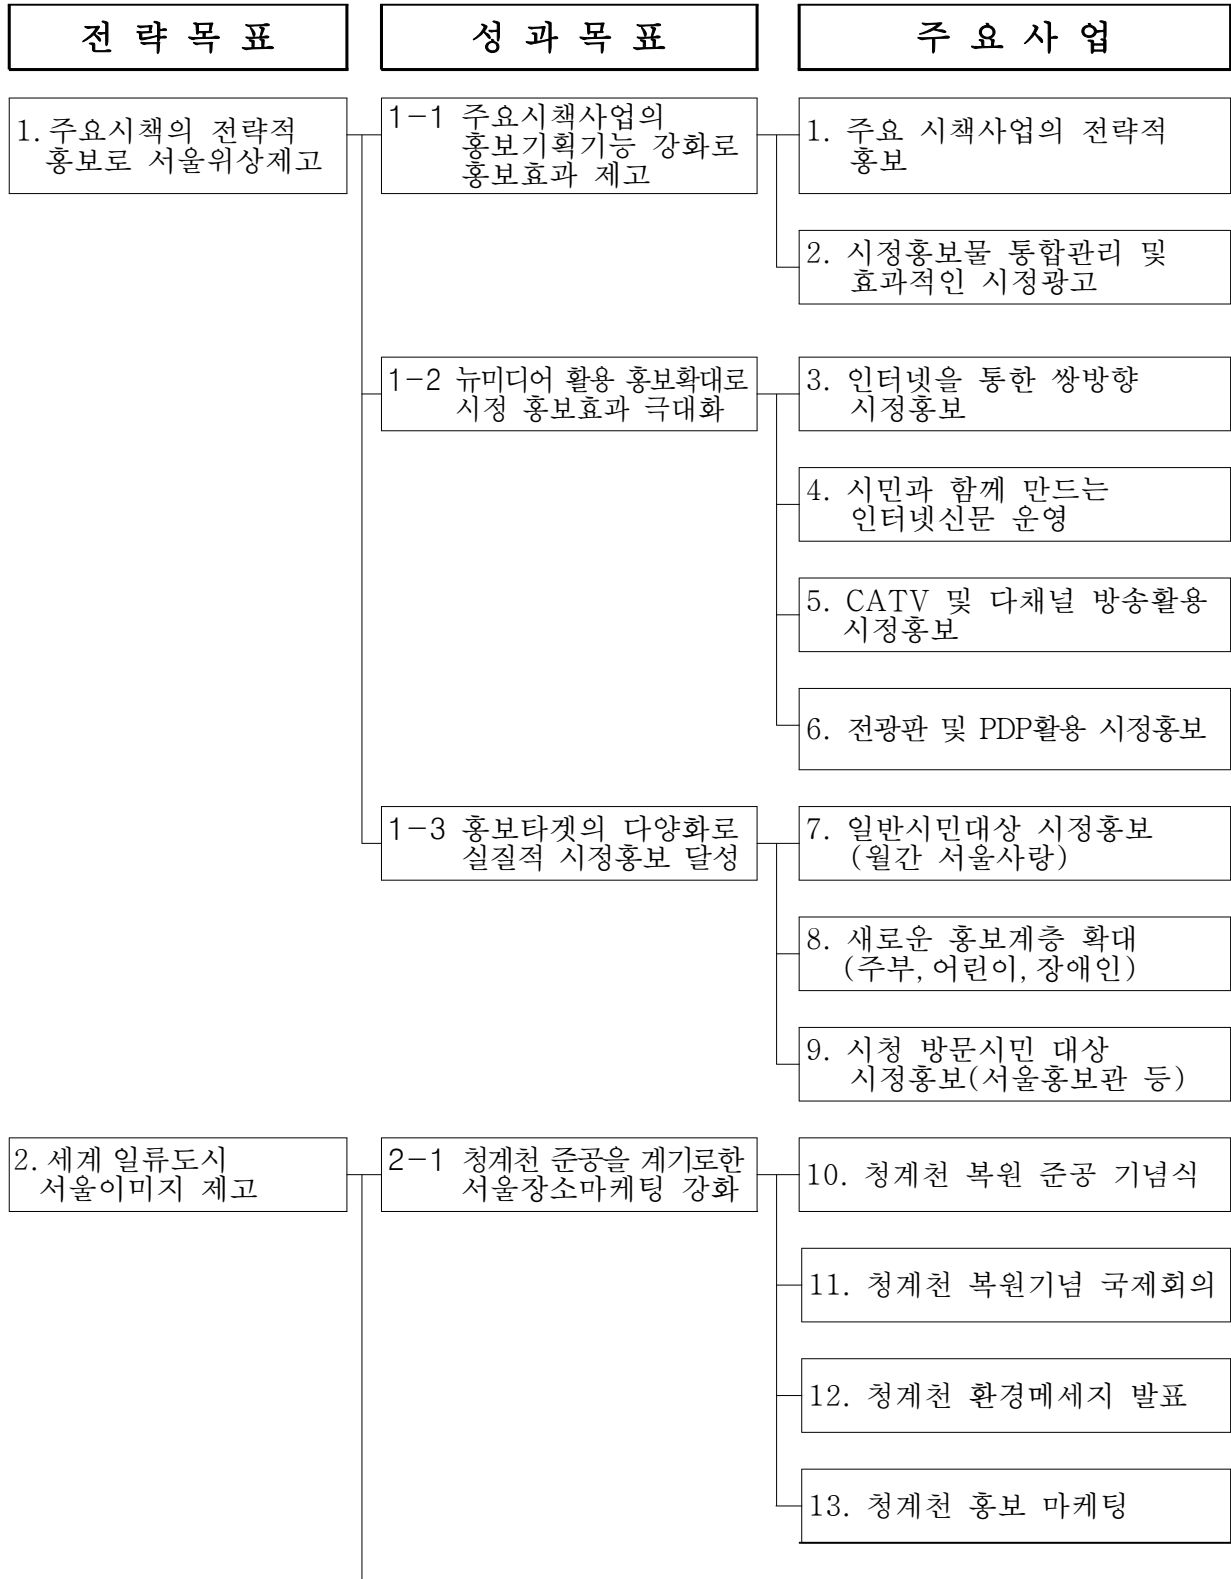 전 략 목 표
성 과 목 표
주 요 사 업
1. 주요시책의 전략적
홍보로 서울위상제고
1-1 주요시책사업의
홍보기획기능 강화로
홍보효과 제고
1. 주요 시책사업의 전략적
홍보
2. 시정홍보물 통합관리 및
효과적인 시정광고
1-2 뉴미디어 활용 홍보확대로
시정 홍보효과 극대화
3. 인터넷을 통한 쌍방향
시정홍보
4. 시민과 함께 만드는
인터넷신문 운영
5. CATV 및 다채널 방송활용
시정홍보
6. 전광판 및 PDP활용 시정홍보
1-3 홍보타겟의 다양화로
실질적 시정홍보 달성
7. 일반시민대상 시정홍보
(월간 서울사랑)
8. 새로운 홍보계층 확대
(주부, 어린이, 장애인)
9. 시청 방문시민 대상
시정홍보(서울홍보관 등)
2. 세계 일류도시
서울이미지 제고
2-1 청계천 준공을 계기로한
서울장소마케팅 강화
10. 청계천 복원 준공 기념식
11. 청계천 복원기념 국제회의
12. 청계천 환경메세지 발표
13. 청계천 홍보 마케팅